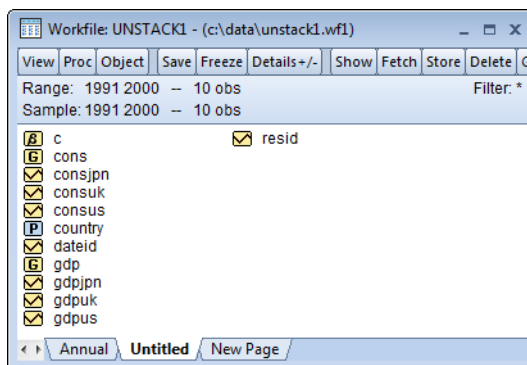 Workfile: UNSTACK1 - (c:\data\unstack1.wf1)
View Proc Object Save Freeze Details+/- Show Fetch Store Delete
Range: 1991 2000 -- 10 obs Filter: *
Sample: 1991 2000 -- 10 obs
β c resid
G cons
consjpn
consuk
consus
P country
dateid
G gdp
gdpjpn
gdpuk
gdpus
Annual Untitled New Page